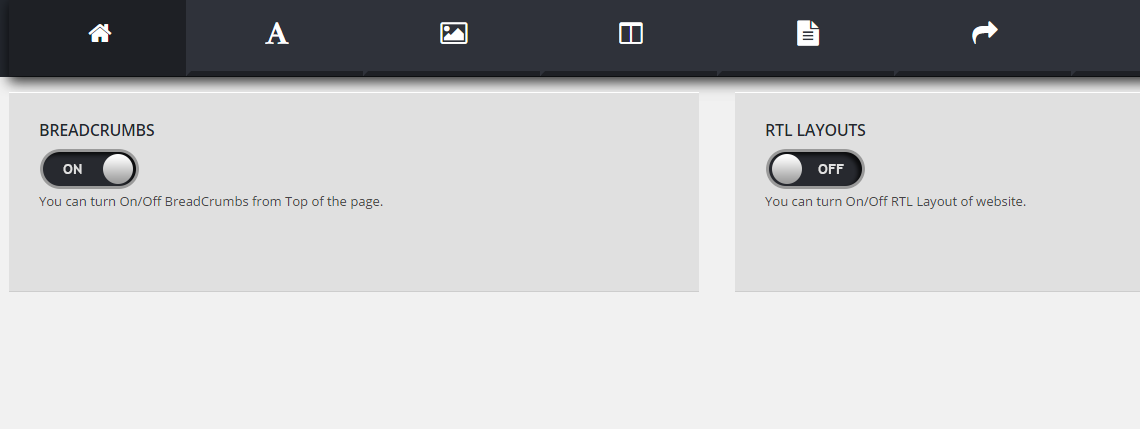 BREADCRUMBS
ON
You can turn On/Off BreadCrumbs from Top of the page.
RTL LAYOUTS
OFF
You can turn On/Off RTL Layout of website.